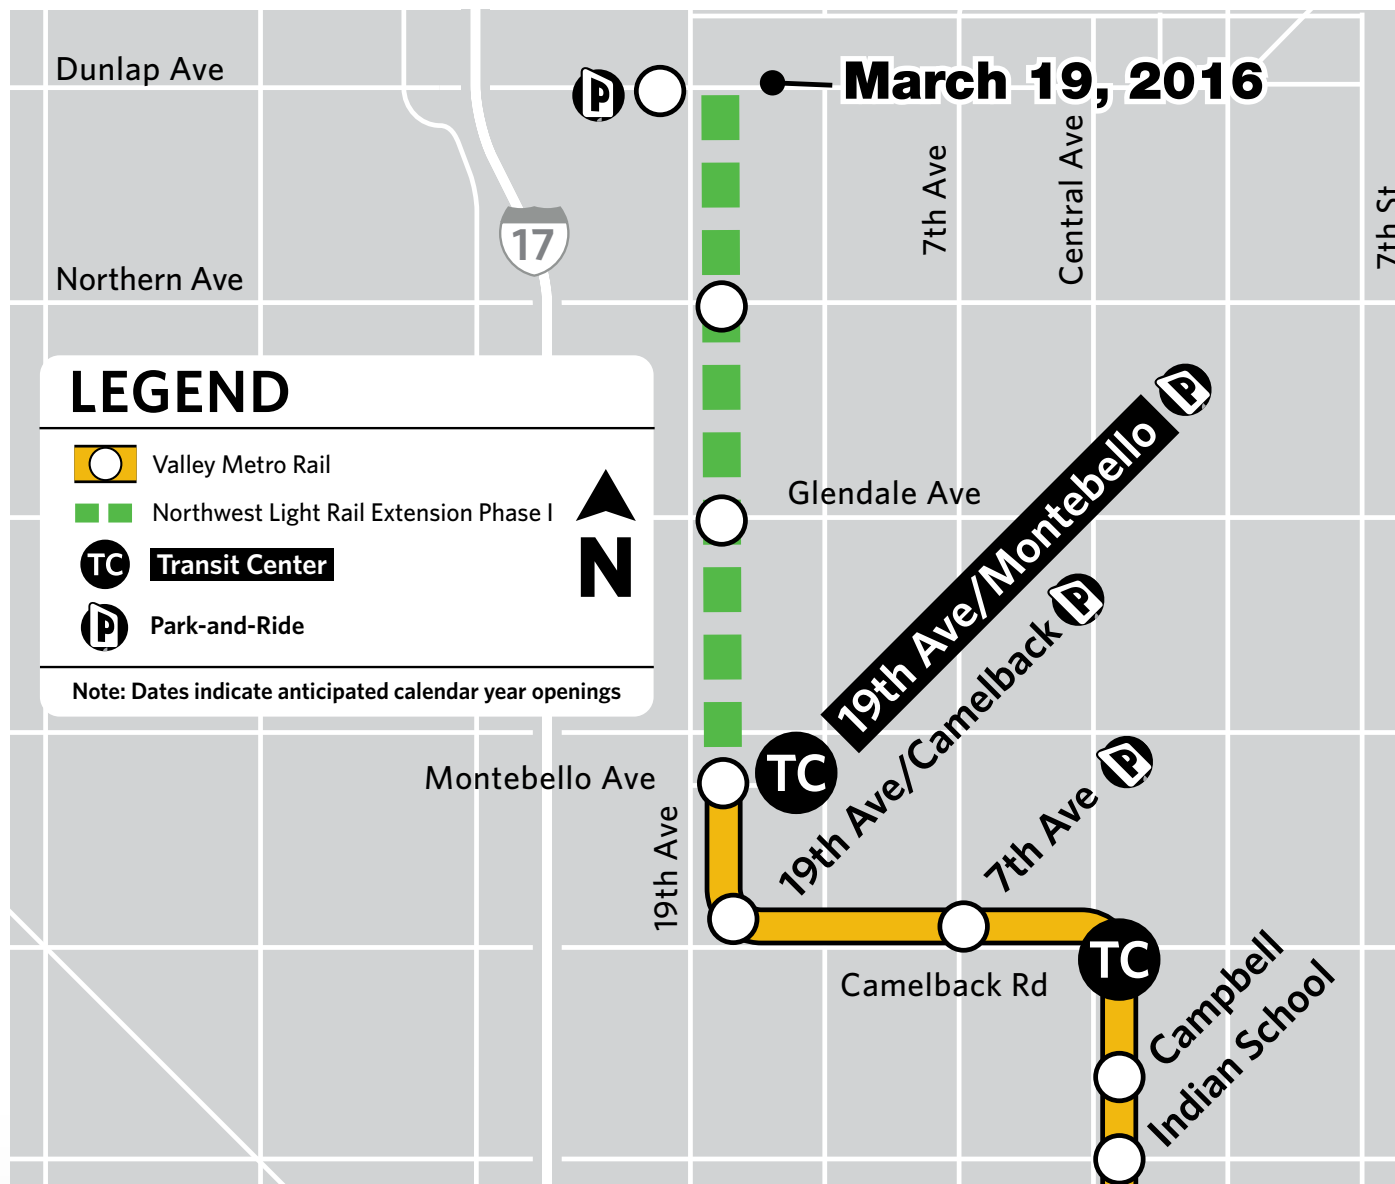 Dunlap Ave
P
March 19, 2016
7th Ave
Central Ave
7th St
17
Northern Ave
LEGEND
Valley Metro Rail
Northwest Light Rail Extension Phase I
TC Transit Center
P Park-and-Ride
N
Note: Dates indicate anticipated calendar year openings
Glendale Ave
19th Ave/Montebello P
TC
19th Ave/Camelback P
7th Ave P
Montebello Ave
19th Ave
TC
Camelback Rd
Campbell
Indian School